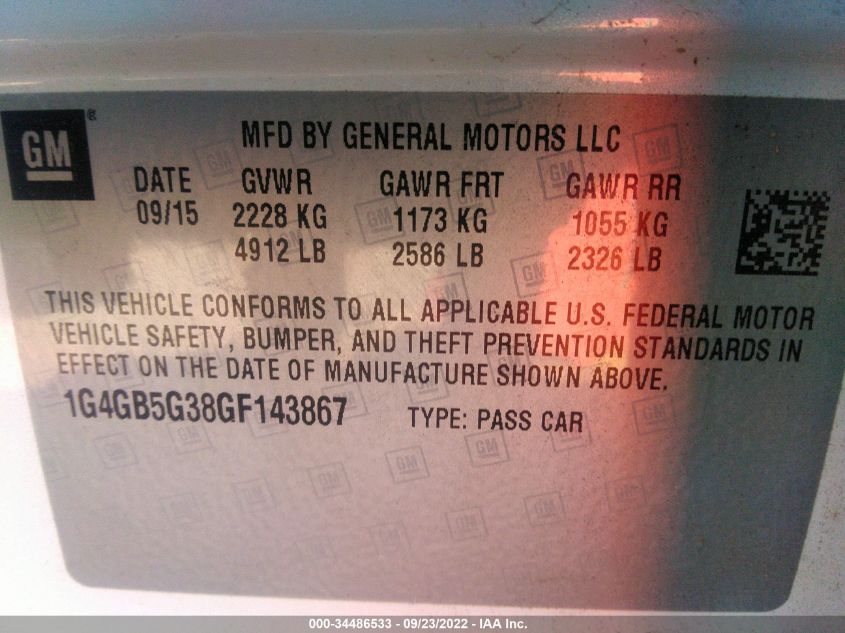 GM
MFD BY GENERAL MOTORS LLC
DATE GVWR GAWR FRT GAWR RR
09/15 2228 KG 1173 KG 1055 KG
4912 LB 2586 LB 2326 LB
THIS VEHICLE CONFORMS TO ALL APPLICABLE U.S. FEDERAL MOTOR
VEHICLE SAFETY, BUMPER, AND THEFT PREVENTION STANDARDS IN
EFFECT ON THE DATE OF MANUFACTURE SHOWN ABOVE.
1G4GB5G38GF143867 TYPE: PASS CAR
000-34486533 - 09/23/2022 - IAA Inc.